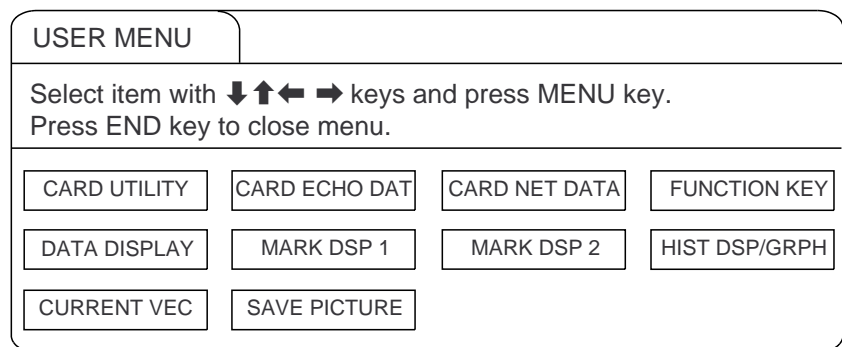 USER MENU
Select item with ⬇⬆⬅ ➡ keys and press MENU key.
Press END key to close menu.
CARD UTILITY CARD ECHO DAT CARD NET DATA FUNCTION KEY
DATA DISPLAY MARK DSP 1 MARK DSP 2 HIST DSP/GRPH
CURRENT VEC SAVE PICTURE